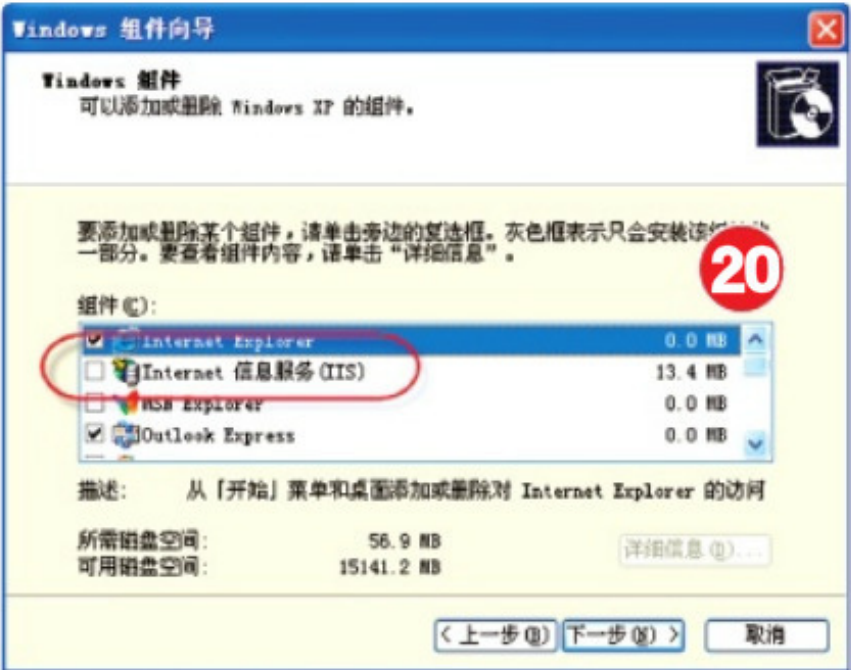 Windows 组件向导
Windows 组件
可以添加或删除 Windows XP 的组件。
要添加或删除某个组件，请单击旁边的复选框。灰色框表示只会安装该
一部分。要查看组件内容，请单击“详细信息”。
20
组件(C):
Internet Explorer 0.0 MB
Internet 信息服务(IIS) 13.4 MB
MSN Explorer 0.0 MB
Outlook Express 0.0 MB
描述: 从「开始」菜单和桌面添加或删除对 Internet Explorer 的访问
所需磁盘空间: 56.9 MB
可用磁盘空间: 15141.2 MB
详细信息(D)...
< 上一步(B) 下一步(N) > 取消